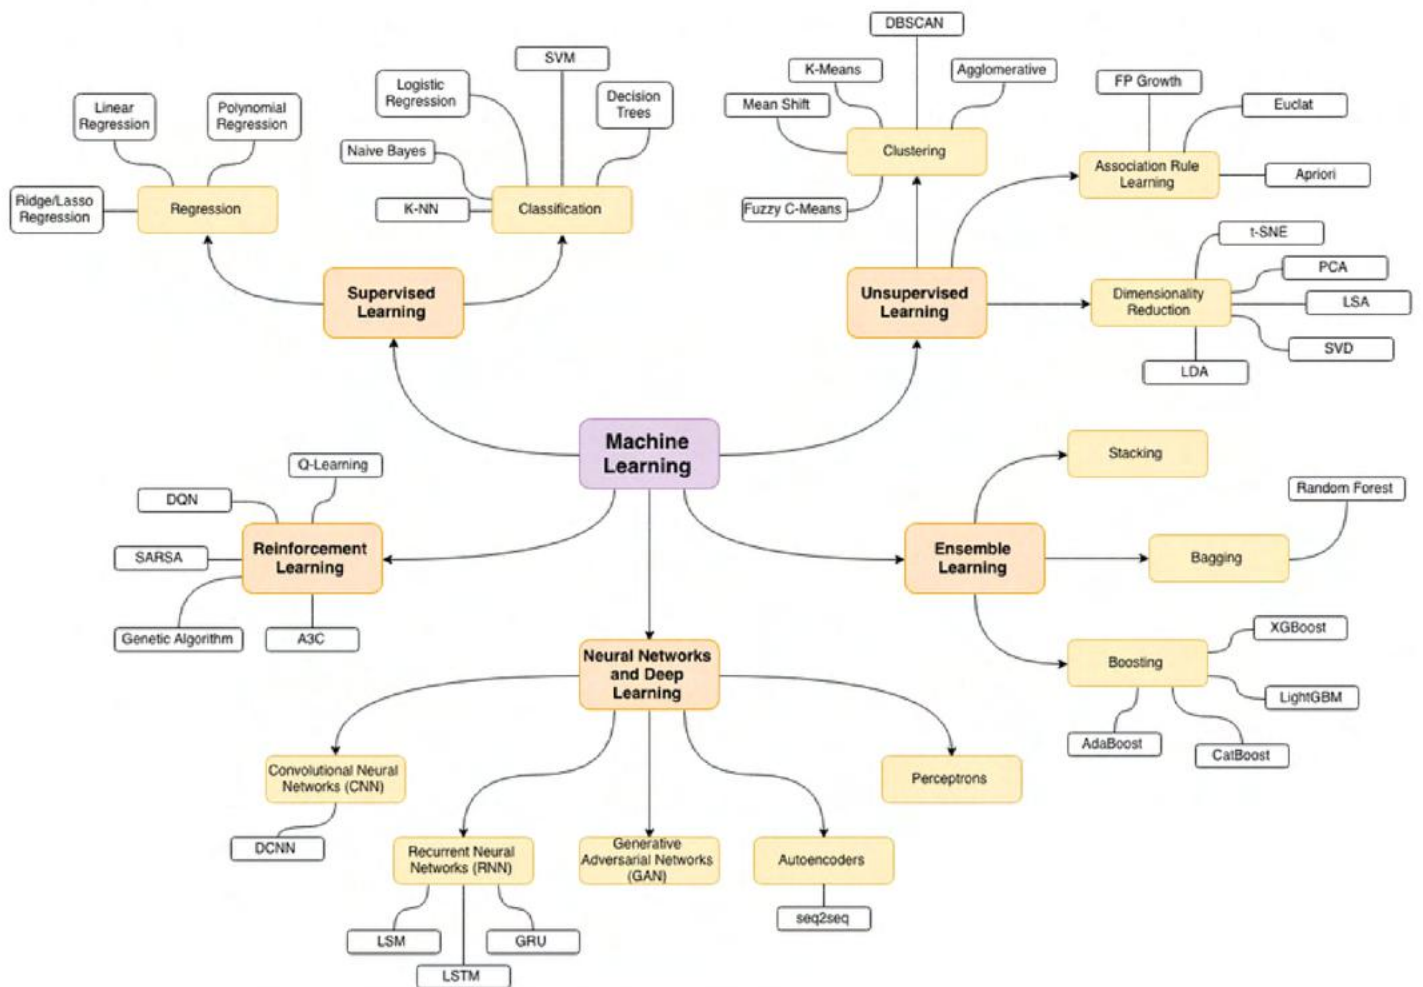 DBSCAN
SVM
K-Means
Agglomerative
FP Growth
Logistic
Regression
Linear
Regression
Polynomial
Regression
Decision
Trees
Mean Shift
Euclat
Naive Bayes
Clustering
Association Rule
Learning
Apriori
Ridge/Lasso
Regression
Regression
K-NN
Classification
Fuzzy C-Means
t-SNE
PCA
Supervised
Learning
Unsupervised
Learning
Dimensionality
Reduction
LSA
SVD
LDA
Machine
Learning
Stacking
Q-Learning
DQN
Random Forest
SARSA
Reinforcement
Learning
Ensemble
Learning
Bagging
Genetic Algorithm
A3C
XGBoost
Neural Networks
and Deep
Learning
Boosting
LightGBM
AdaBoost
CatBoost
Convolutional Neural
Networks (CNN)
Perceptrons
DCNN
Recurrent Neural
Networks (RNN)
Generative
Adversarial Networks
(GAN)
Autoencoders
seq2seq
LSM
GRU
LSTM